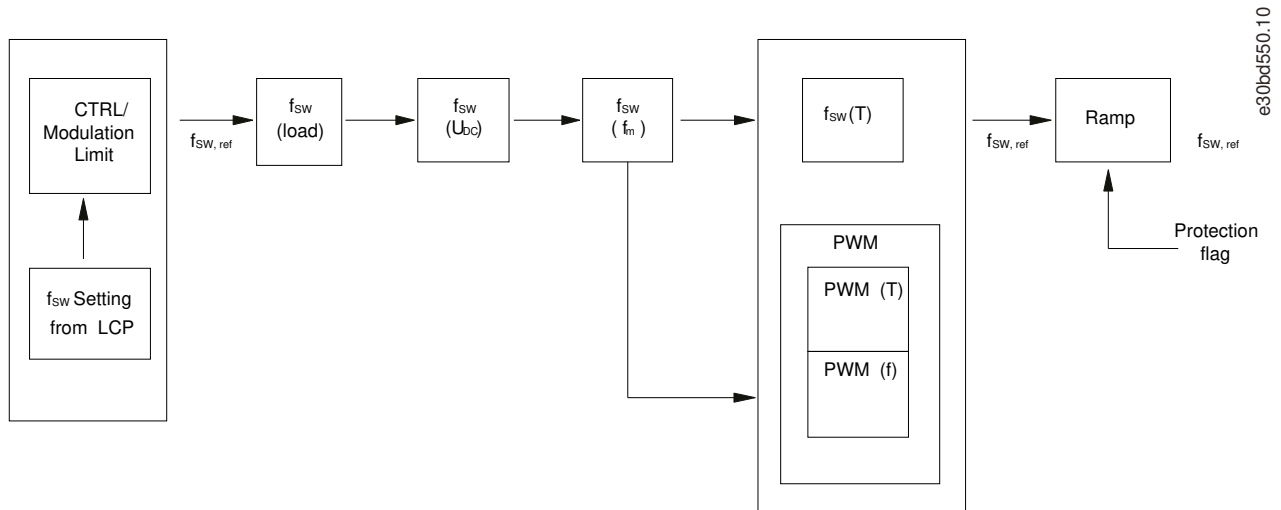 CTRL/
Modulation
Limit
fsw Setting
from LCP
fsw, ref
fsw
(load)
fsw
(UDC)
fsw
( fm)
fsw(T)
PWM
PWM (T)
PWM (f)
fsw, ref
Ramp
fsw, ref
Protection
flag
e30bd550.10